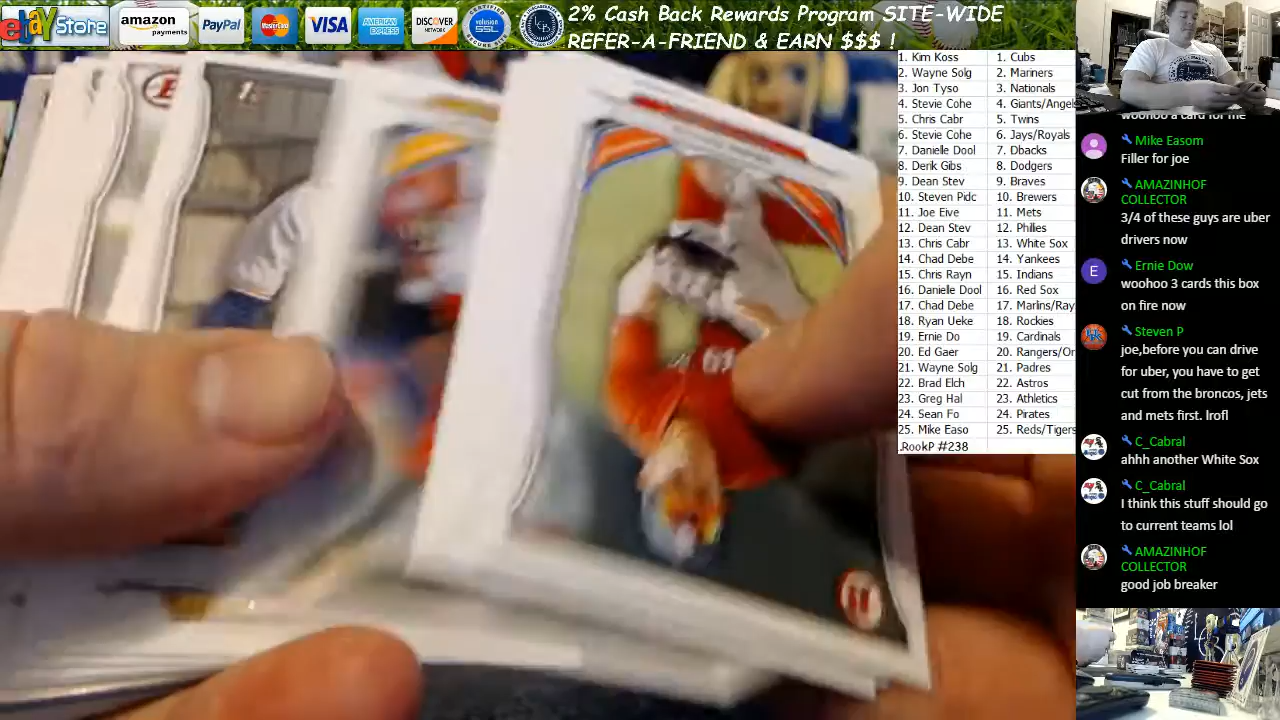 ebay Store
amazon payments
PayPal
MasterCard
VISA
AMERICAN EXPRESS
DISCOVER NETWORK
volusion SSL
2% Cash Back Rewards Program SITE-WIDE
REFER-A-FRIEND & EARN $$$ !
1. Kim Koss 1. Cubs
2. Wayne Solg 2. Mariners
3. Jon Tyso 3. Nationals
4. Stevie Cohe 4. Giants/Angels
5. Chris Cabr 5. Twins
6. Stevie Cohe 6. Jays/Royals
7. Danielle Dool 7. Dbacks
8. Derik Gibs 8. Dodgers
9. Dean Stev 9. Braves
10. Steven Pidc 10. Brewers
11. Joe Eive 11. Mets
12. Dean Stev 12. Philies
13. Chris Cabr 13. White Sox
14. Chad Debe 14. Yankees
15. Chris Rayn 15. Indians
16. Danielle Dool 16. Red Sox
17. Chad Debe 17. Marlins/Ray
18. Ryan Ueke 18. Rockies
19. Ernie Do 19. Cardinals
20. Ed Gaer 20. Rangers/Or
21. Wayne Solg 21. Padres
22. Brad Elch 22. Astros
23. Greg Hal 23. Athletics
24. Sean Fo 24. Pirates
25. Mike Easo 25. Reds/Tigers
.RookP #238
woohoo a card for me
Mike Easom
Filler for joe
AMAZINHOF
COLLECTOR
3/4 of these guys are uber
drivers now
E
Ernie Dow
woohoo 3 cards this box
on fire now
Steven P
joe,before you can drive
for uber, you have to get
cut from the broncos, jets
and mets first. lrofl
C_Cabral
ahhh another White Sox
C_Cabral
I think this stuff should go
to current teams lol
AMAZINHOF
COLLECTOR
good job breaker